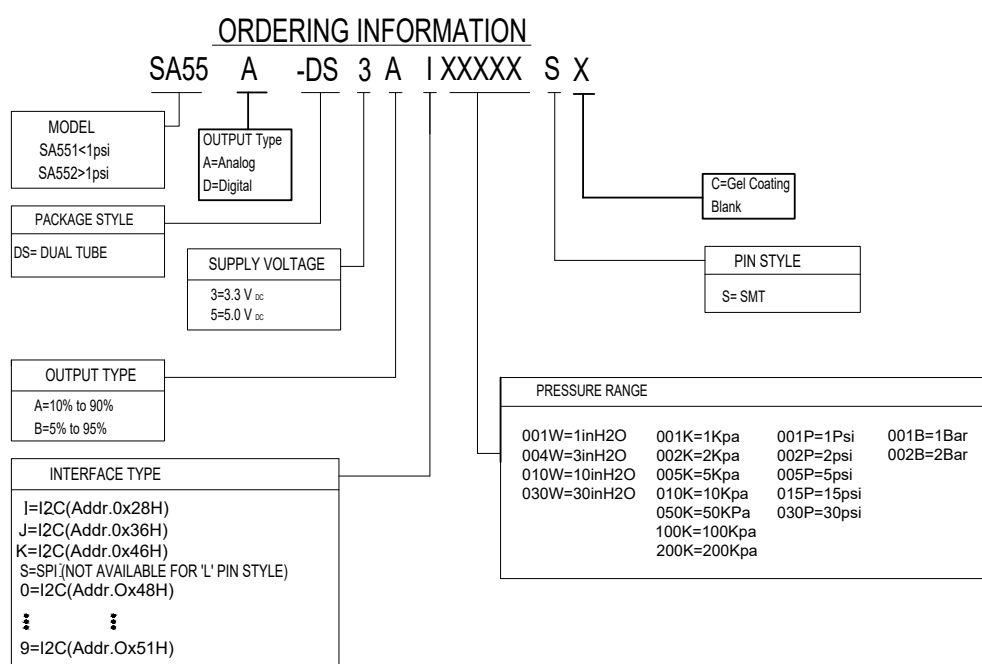 ORDERING INFORMATION
SA55 A -DS 3 A I XXXXX S X
MODEL
SA551<1psi
SA552>1psi
OUTPUT Type
A=Analog
D=Digital
C=Gel Coating
Blank
PACKAGE STYLE
DS= DUAL TUBE
SUPPLY VOLTAGE
3=3.3 V DC
5=5.0 V DC
PIN STYLE
S= SMT
OUTPUT TYPE
A=10% to 90%
B=5% to 95%
PRESSURE RANGE
001W=1inH2O 001K=1Kpa 001P=1Psi 001B=1Bar
004W=3inH2O 002K=2Kpa 002P=2psi 002B=2Bar
010W=10inH2O 005K=5Kpa 005P=5psi
030W=30inH2O 010K=10Kpa 015P=15psi
050K=50KPa 030P=30psi
100K=100Kpa
200K=200Kpa
INTERFACE TYPE
I=I2C(Addr.0x28H)
J=I2C(Addr.0x36H)
K=I2C(Addr.0x46H)
S=SPI (NOT AVAILABLE FOR 'L' PIN STYLE)
0=I2C(Addr.Ox48H)
9=I2C(Addr.Ox51H)